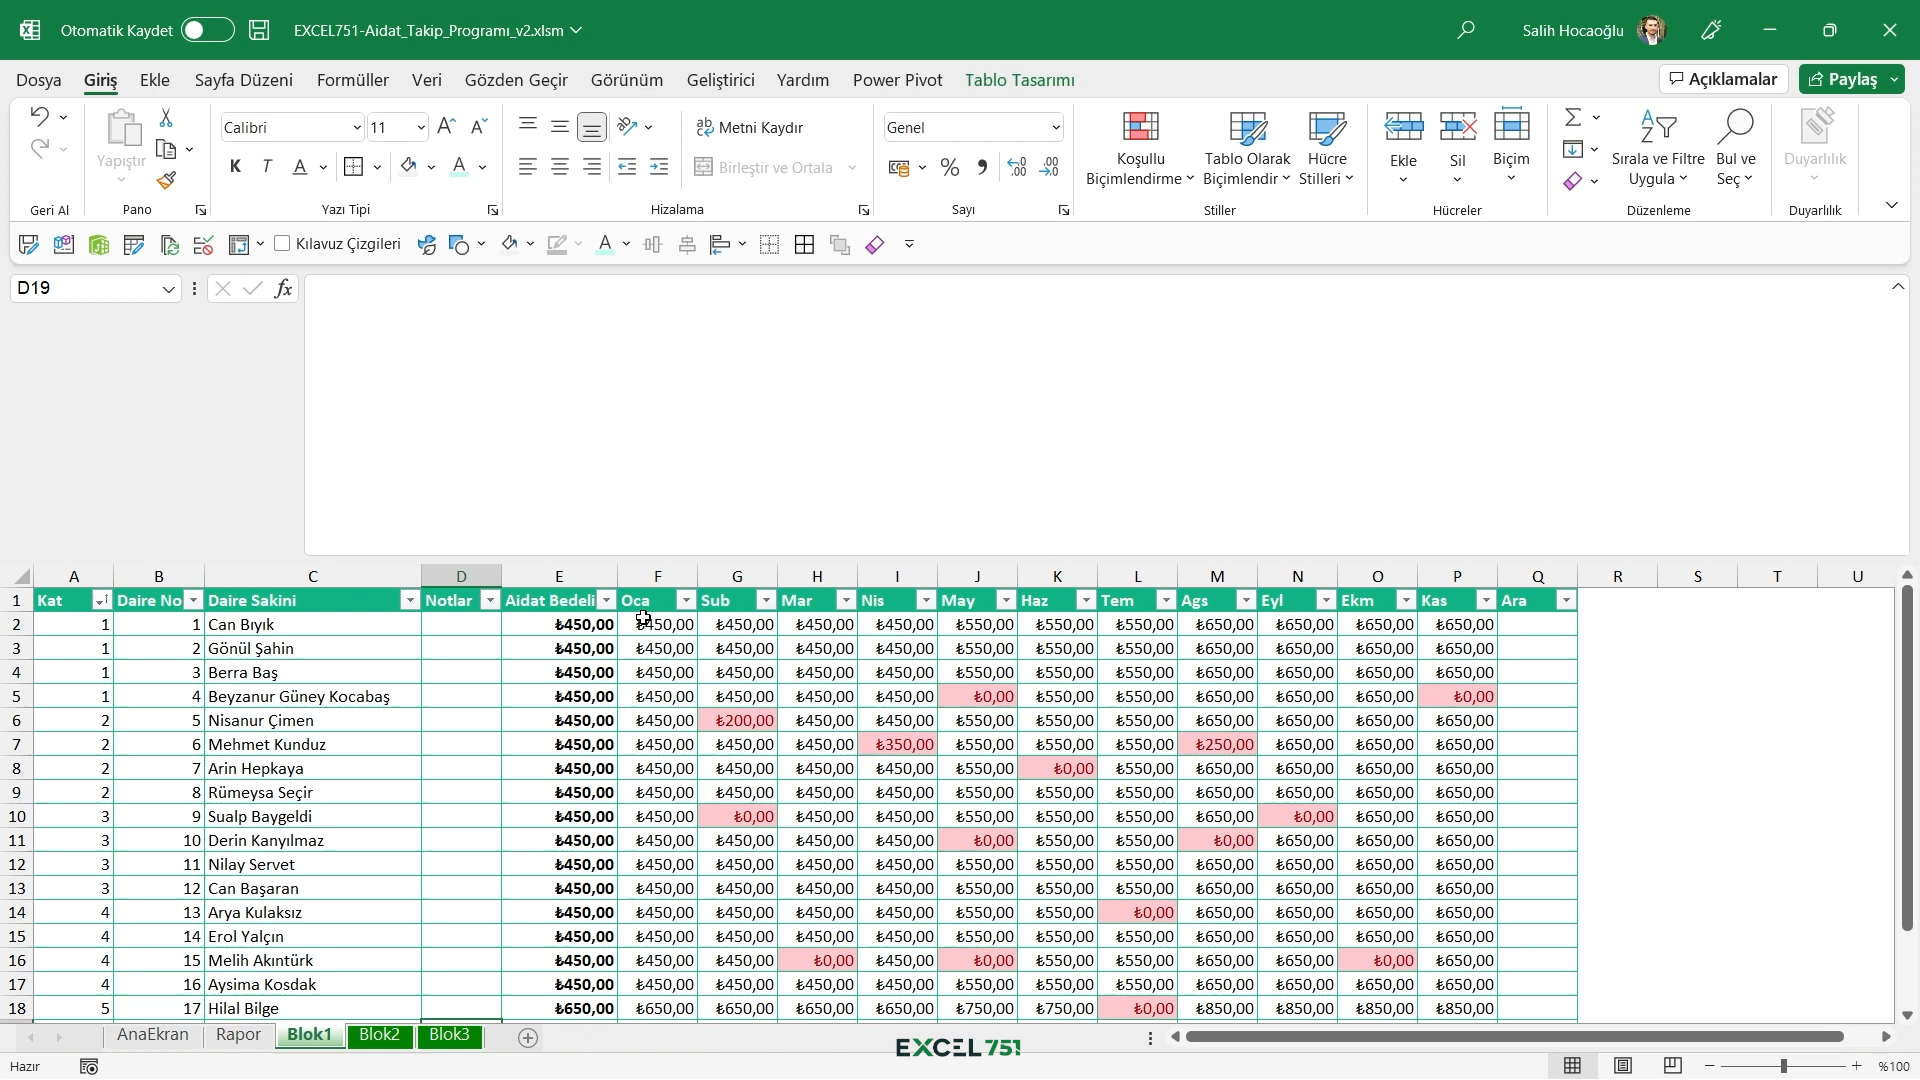 Otomatik Kaydet EXCEL751-Aidat_Takip_Programı_v2.xlsm Salih Hocaoğlu
Dosya Giriş Ekle Sayfa Düzeni Formüller Veri Gözden Geçir Görünüm Geliştirici Yardım Power Pivot Tablo Tasarımı Açıklamalar Paylaş
Calibri 11 Metni Kaydır Genel
Yapıştır K T A A Birleştir ve Ortala % Koşullu Biçimlendirme Tablo Olarak Biçimlendir Hücre Stilleri Ekle Sil Biçim Sırala ve Filtre Uygula Bul ve Seç Duyarlılık
Geri Al Pano Yazı Tipi Hizalama Sayı Stiller Hücreler Düzenleme Duyarlılık
Kılavuz Çizgileri
D19 fx
A B C D E F G H I J K L M N O P Q R S T U
1 Kat Daire No Daire Sakini Notlar Aidat Bedeli Oca Sub Mar Nis May Haz Tem Ags Eyl Ekm Kas Ara
2 1 1 Can Bıyık ₺450,00 ₺450,00 ₺450,00 ₺450,00 ₺450,00 ₺550,00 ₺550,00 ₺550,00 ₺650,00 ₺650,00 ₺650,00 ₺650,00
3 1 2 Gönül Şahin ₺450,00 ₺450,00 ₺450,00 ₺450,00 ₺450,00 ₺550,00 ₺550,00 ₺550,00 ₺650,00 ₺650,00 ₺650,00 ₺650,00
4 1 3 Berra Baş ₺450,00 ₺450,00 ₺450,00 ₺450,00 ₺450,00 ₺550,00 ₺550,00 ₺550,00 ₺650,00 ₺650,00 ₺650,00 ₺650,00
5 1 4 Beyzanur Güney Kocabaş ₺450,00 ₺450,00 ₺450,00 ₺450,00 ₺450,00 ₺0,00 ₺550,00 ₺550,00 ₺650,00 ₺650,00 ₺650,00 ₺0,00
6 2 5 Nisanur Çimen ₺450,00 ₺450,00 ₺200,00 ₺450,00 ₺450,00 ₺550,00 ₺550,00 ₺550,00 ₺650,00 ₺650,00 ₺650,00 ₺650,00
7 2 6 Mehmet Kunduz ₺450,00 ₺450,00 ₺450,00 ₺450,00 ₺350,00 ₺550,00 ₺550,00 ₺550,00 ₺250,00 ₺650,00 ₺650,00 ₺650,00
8 2 7 Arin Hepkaya ₺450,00 ₺450,00 ₺450,00 ₺450,00 ₺450,00 ₺550,00 ₺0,00 ₺550,00 ₺650,00 ₺650,00 ₺650,00 ₺650,00
9 2 8 Rümeysa Seçir ₺450,00 ₺450,00 ₺450,00 ₺450,00 ₺450,00 ₺550,00 ₺550,00 ₺550,00 ₺650,00 ₺650,00 ₺650,00 ₺650,00
10 3 9 Sualp Baygeldi ₺450,00 ₺450,00 ₺0,00 ₺450,00 ₺450,00 ₺550,00 ₺550,00 ₺550,00 ₺650,00 ₺0,00 ₺650,00 ₺650,00
11 3 10 Derin Kanyılmaz ₺450,00 ₺450,00 ₺450,00 ₺450,00 ₺450,00 ₺0,00 ₺550,00 ₺550,00 ₺0,00 ₺650,00 ₺650,00 ₺650,00
12 3 11 Nilay Servet ₺450,00 ₺450,00 ₺450,00 ₺450,00 ₺450,00 ₺550,00 ₺550,00 ₺550,00 ₺650,00 ₺650,00 ₺650,00 ₺650,00
13 3 12 Can Başaran ₺450,00 ₺450,00 ₺450,00 ₺450,00 ₺450,00 ₺550,00 ₺550,00 ₺550,00 ₺650,00 ₺650,00 ₺650,00 ₺650,00
14 4 13 Arya Kulaksız ₺450,00 ₺450,00 ₺450,00 ₺450,00 ₺450,00 ₺550,00 ₺550,00 ₺0,00 ₺650,00 ₺650,00 ₺650,00 ₺650,00
15 4 14 Erol Yalçın ₺450,00 ₺450,00 ₺450,00 ₺450,00 ₺450,00 ₺550,00 ₺550,00 ₺550,00 ₺650,00 ₺650,00 ₺650,00 ₺650,00
16 4 15 Melih Akıntürk ₺450,00 ₺450,00 ₺450,00 ₺0,00 ₺450,00 ₺0,00 ₺550,00 ₺550,00 ₺650,00 ₺650,00 ₺0,00 ₺650,00
17 4 16 Aysima Kosdak ₺450,00 ₺450,00 ₺450,00 ₺450,00 ₺450,00 ₺550,00 ₺550,00 ₺550,00 ₺650,00 ₺650,00 ₺650,00 ₺650,00
18 5 17 Hilal Bilge ₺650,00 ₺650,00 ₺650,00 ₺650,00 ₺650,00 ₺750,00 ₺750,00 ₺0,00 ₺850,00 ₺850,00 ₺850,00 ₺850,00
AnaEkran Rapor Blok1 Blok2 Blok3
EXCEL751
Hazır %100